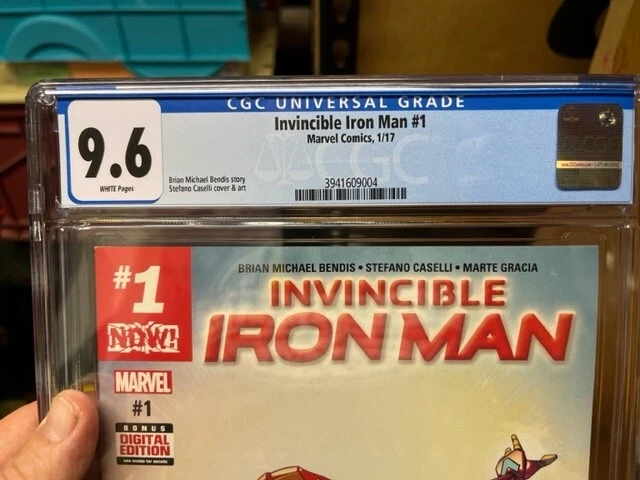 CGC UNIVERSAL GRADE
9.6
WHITE Pages
Invincible Iron Man #1
Marvel Comics, 1/17
Brian Michael Bendis story
Stefano Caselli cover & art
3941609004
CGC
BRIAN MICHAEL BENDIS • STEFANO CASELLI • MARTE GRACIA
#1
NOW!
INVINCIBLE
IRON MAN
MARVEL
#1
BONUS
DIGITAL
EDITION